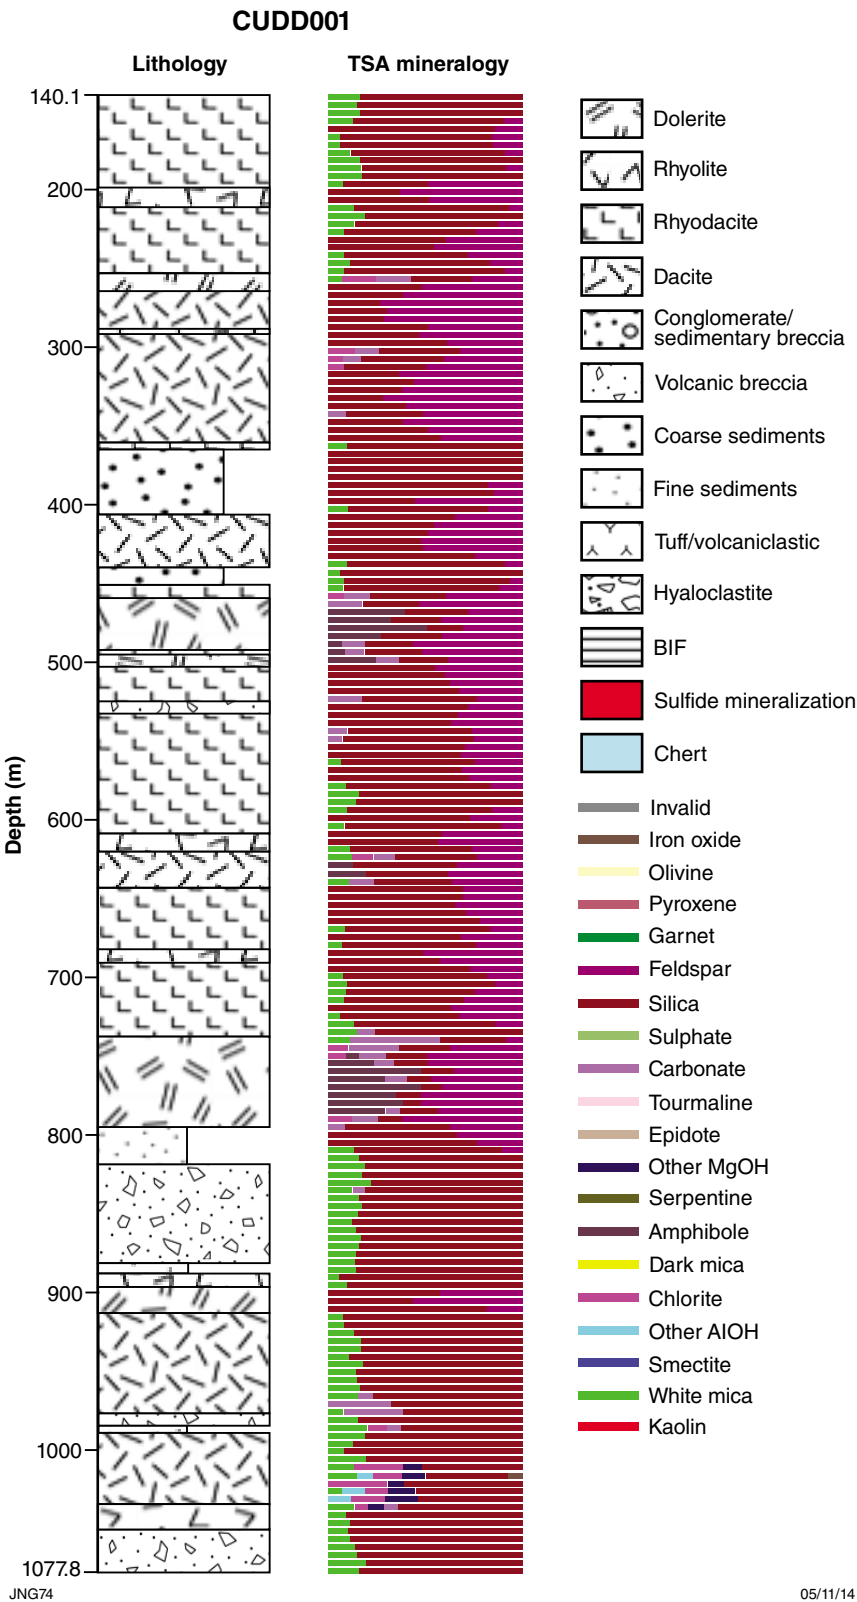 CUDD001
Lithology
TSA mineralogy
Depth (m)
140.1
200
300
400
500
600
700
800
900
1000
1077.8
Dolerite
Rhyolite
Rhyodacite
Dacite
Conglomerate/
sedimentary breccia
Volcanic breccia
Coarse sediments
Fine sediments
Tuff/volcaniclastic
Hyaloclastite
BIF
Sulfide mineralization
Chert
Invalid
Iron oxide
Olivine
Pyroxene
Garnet
Feldspar
Silica
Sulphate
Carbonate
Tourmaline
Epidote
Other MgOH
Serpentine
Amphibole
Dark mica
Chlorite
Other AlOH
Smectite
White mica
Kaolin
JNG74
05/11/14